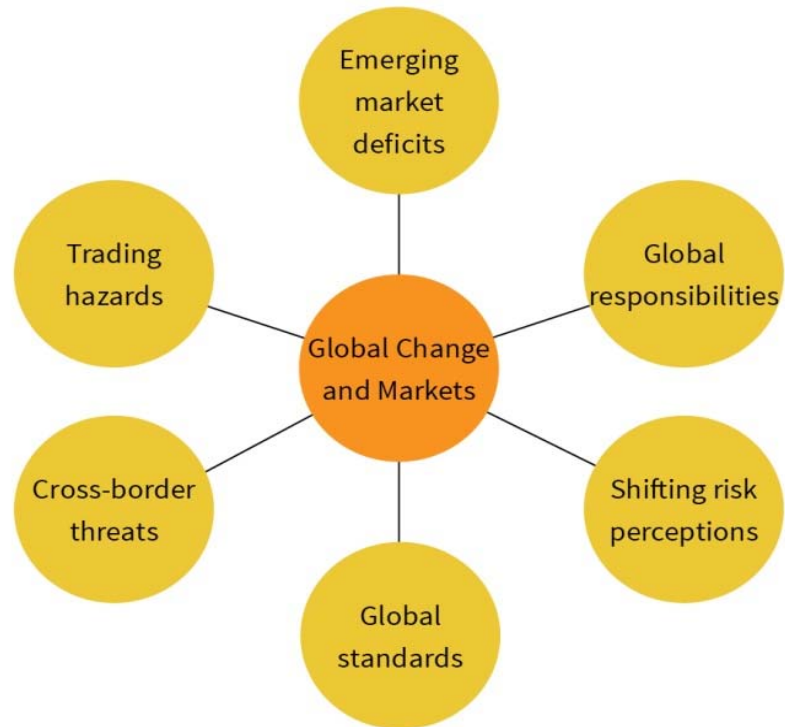 Emerging
market
deficits
Trading
hazards
Global
responsibilities
Global Change
and Markets
Cross-border
threats
Shifting risk
perceptions
Global
standards